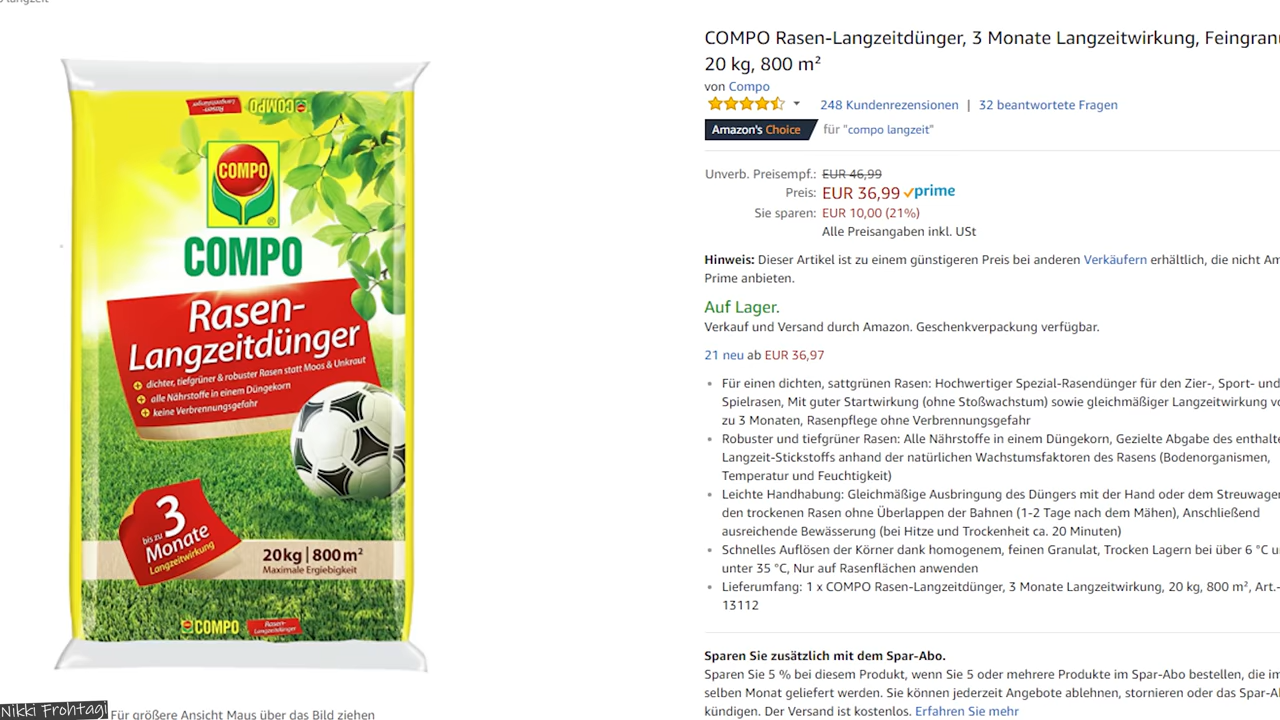 COMPO
COMPO
Rasen-
Langzeitdünger
dichter, tiefgrüner & robuster Rasen statt Moos & Unkraut
alle Nährstoffe in einem Düngekorn
keine Verbrennungsgefahr
bis zu 3
Monate
Langzeitwirkung
20kg | 800 m²
Maximale Ergiebigkeit
COMPO
Rasen-
Langzeitdünger
Nikki Frohtagl
Für größere Ansicht Maus über das Bild ziehen
COMPO Rasen-Langzeitdünger, 3 Monate Langzeitwirkung,
20 kg, 800 m²
von Compo
248 Kundenrezensionen | 32 beantwortete Fragen
Amazon's Choice für "compo langzeit"
Unverb. Preisempf.: EUR 46,99
Preis: EUR 36,99 prime
Sie sparen: EUR 10,00 (21%)
Alle Preisangaben inkl. USt
Hinweis: Dieser Artikel ist zu einem günstigeren Preis bei anderen Verkäufern erhältlich, die nicht
Prime anbieten.
Auf Lager.
Verkauf und Versand durch Amazon. Geschenkverpackung verfügbar.
21 neu ab EUR 36,97
Für einen dichten, sattgrünen Rasen: Hochwertiger Spezial-Rasendünger für den Zier-, Sport- und
Spielrasen, Mit guter Startwirkung (ohne Stoßwachstum) sowie gleichmäßiger Langzeitwirkung
zu 3 Monaten, Rasenpflege ohne Verbrennungsgefahr
Robuster und tiefgrüner Rasen: Alle Nährstoffe in einem Düngekorn, Gezielte Abgabe des
Langzeit-Stickstoffs anhand der natürlichen Wachstumsfaktoren des Rasens (Bodenorganismen,
Temperatur und Feuchtigkeit)
Leichte Handhabung: Gleichmäßige Ausbringung des Düngers mit der Hand oder dem Streuwagen
den trockenen Rasen ohne Überlappen der Bahnen (1-2 Tage nach dem Mähen), Anschließend
ausreichende Bewässerung (bei Hitze und Trockenheit ca. 20 Minuten)
Schnelles Auflösen der Körner dank homogenem, feinen Granulat, Trocken Lagern bei über 6 °C
unter 35 °C, Nur auf Rasenflächen anwenden
Lieferumfang: 1 x COMPO Rasen-Langzeitdünger, 3 Monate Langzeitwirkung, 20 kg, 800 m², Art.-
13112
Sparen Sie zusätzlich mit dem Spar-Abo.
Sparen Sie 5 % bei diesem Produkt, wenn Sie 5 oder mehrere Produkte im Spar-Abo bestellen, die im
selben Monat geliefert werden. Sie können jederzeit Angebote ablehnen, stornieren oder das
kündigen. Der Versand ist kostenlos. Erfahren Sie mehr